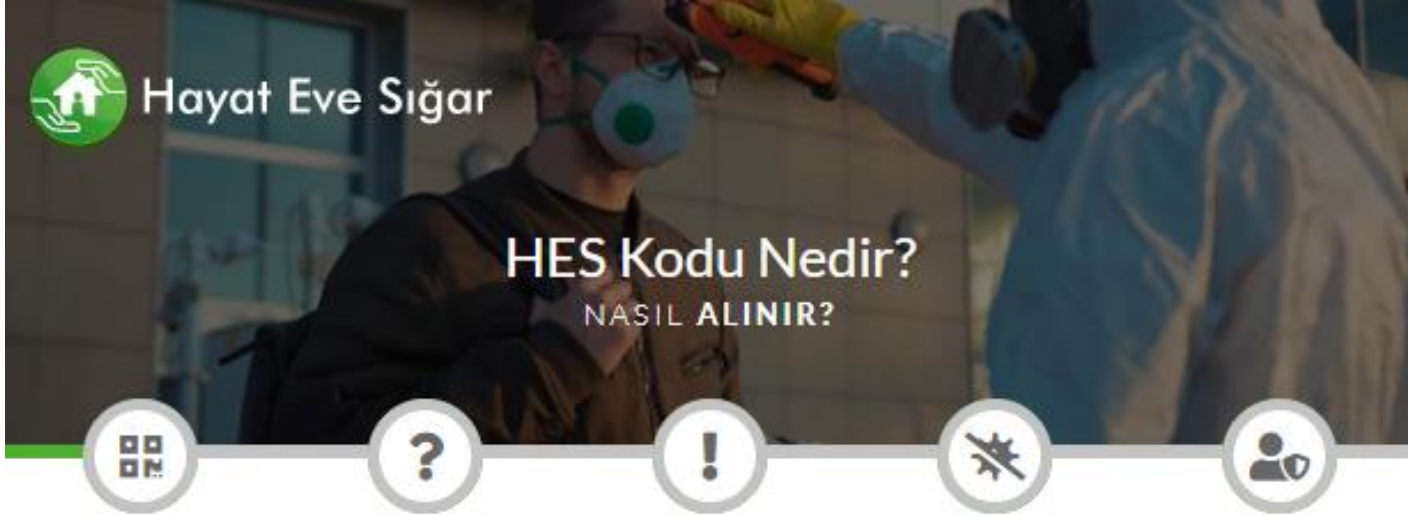 Hayat Eve Sığar
HES Kodu Nedir?
NASIL ALINIR?
?
!